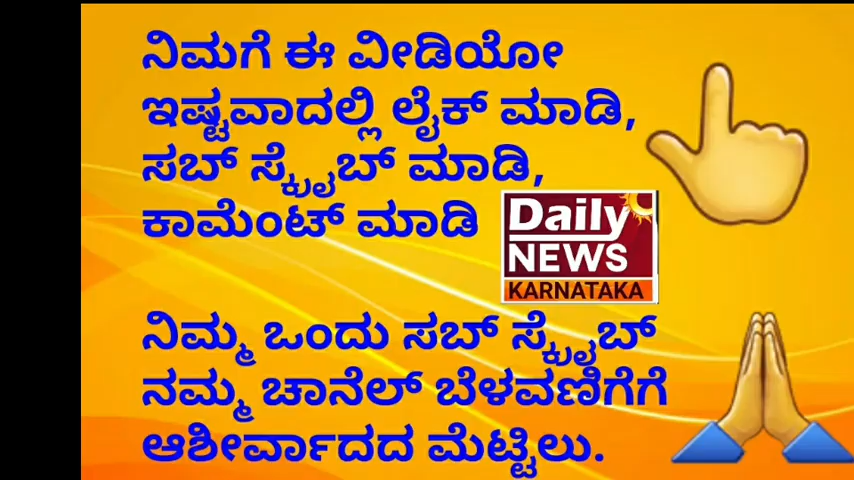 ನಿಮಗೆ ಈ ವೀಡಿಯೋ
ಇಷ್ಟವಾದಲ್ಲಿ ಲೈಕ್ ಮಾಡಿ,
ಸಬ್ ಸ್ಕ್ರೈಬ್ ಮಾಡಿ,
ಕಾಮೆಂಟ್ ಮಾಡಿ
Daily
NEWS
KARNATAKA
ನಿಮ್ಮ ಒಂದು ಸಬ್ ಸ್ಕ್ರೈಬ್
ನಮ್ಮ ಚಾನೆಲ್ ಬೆಳವಣಿಗೆಗೆ
ಆಶೀರ್ವಾದದ ಮೆಟ್ಟಿಲು.